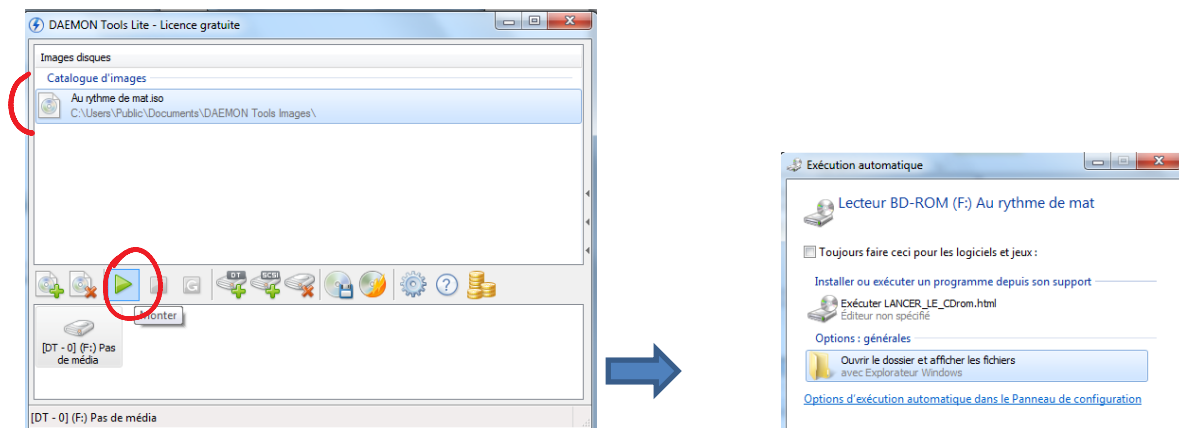 DAEMON Tools Lite - Licence gratuite
Images disques
Catalogue d'images
Au rythme de mat.iso
C:\Users\Public\Documents\DAEMON Tools Images\
DT
SCSI
Monter
[DT - 0] (F:) Pas
de média
[DT - 0] (F:) Pas de média
Exécution automatique
Lecteur BD-ROM (F:) Au rythme de mat
Toujours faire ceci pour les logiciels et jeux :
Installer ou exécuter un programme depuis son support
Exécuter LANCER_LE_CDrom.html
Éditeur non spécifié
Options : générales
Ouvrir le dossier et afficher les fichiers
avec Explorateur Windows
Options d'exécution automatique dans le Panneau de configuration